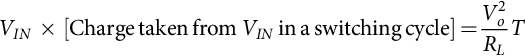 V_{IN} × [Charge taken from V_{IN} in a switching cycle] = \frac{V_o^2}{R_L} T